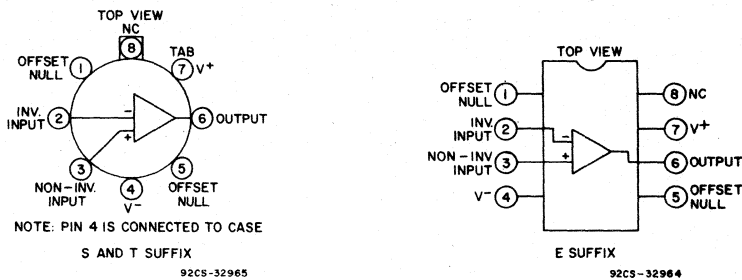 TOP VIEW
NC
8
TAB
OFFSET
NULL
1
7
V+
INV.
INPUT
2
-
+
6
OUTPUT
3
NON-INV.
INPUT
4
V-
5
OFFSET
NULL
NOTE: PIN 4 IS CONNECTED TO CASE
S AND T SUFFIX
92CS-32965
TOP VIEW
OFFSET
NULL
1
8
NC
INV.
INPUT
2
-
7
V+
NON-INV.
INPUT
3
+
6
OUTPUT
V-
4
5
OFFSET
NULL
E SUFFIX
92CS-32964